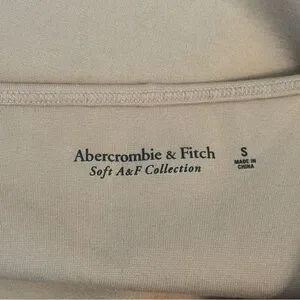 Abercrombie & Fitch
Soft A&F Collection
S
MADE IN
CHINA